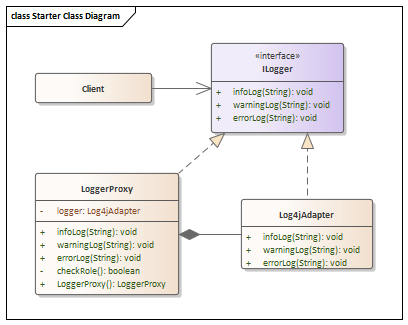 class Starter Class Diagram
«interface»
ILogger
+ infoLog(String): void
+ warningLog(String): void
+ errorLog(String): void
Client
LoggerProxy
- logger: Log4jAdapter
+ infoLog(String): void
+ warningLog(String): void
+ errorLog(String): void
- checkRole(): boolean
+ LoggerProxy(): LoggerProxy
Log4jAdapter
+ infoLog(String): void
+ warningLog(String): void
+ errorLog(String): void